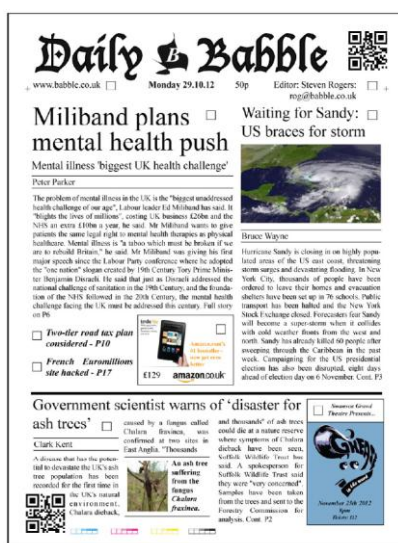 Daily Babble
www.babble.co.uk
Monday 29.10.12
50p
Editor: Steven Rogers:
rog@babble.co.uk
Miliband plans
mental health push
Mental illness 'biggest UK health challenge'
Peter Parker
The problem of mental illness in the UK is the "biggest unaddressed
health challenge of our age", Labour leader Ed Miliband has said. It
"blights the lives of millions", costing UK business £26bn and the
NHS an extra £10bn a year, he said. Mr Miliband wants to give
patients the same legal right to mental health therapies as physical
healthcare. Mental illness is "a taboo which must be broken if we
are to rebuild Britain," he said. Mr Miliband was giving his first
major speech since the Labour Party conference where he adopted
the "one nation" slogan created by 19th Century Tory Prime Minis-
ter Benjamin Disraeli. He said that just as Disraeli addressed the
national challenge of sanitation in the 19th Century, and the founda-
tion of the NHS followed in the 20th Century, the mental health
challenge facing the UK must be addressed this century. Full story
on P6
Two-tier road tax plan
considered - P10
French Euromillions
site hacked - P17
Amazon's
£129
amazon.co.uk
Waiting for Sandy:
US braces for storm
Bruce Wayne
Hurricane Sandy is closing in on highly popu-
lated areas of the US east coast, threatening
storm surges and devastating flooding. In New
York City, thousands of people have been
ordered to leave their homes and evacuation
shelters have been set up in 76 schools. Public
transport has been halted and the New York
Stock Exchange closed. Forecasters fear Sandy
will become a super-storm when it collides
with cold weather fronts from the west and
north. Sandy has already killed 60 people after
sweeping through the Caribbean in the past
week. Campaigning for the US presidential
election has also been disrupted, eight days
ahead of election day on 6 November. Cont. P3
Government scientist warns of 'disaster for
ash trees'
Clark Kent
A disease that has the poten-
tial to devastate the UK's ash
tree population has been
recorded for the first time in
the UK's natural
environment.
Chalara dieback,
caused by a fungus called
Chalara fraxinea, was
confirmed at two sites in
East Anglia. "Thousands
An ash tree
suffering
from the
fungus
Chalara
fraxinea.
and thousands" of ash trees
could die at a nature reserve
where symptoms of Chalara
dieback have been seen,
Suffolk Wildlife Trust has
said. A spokesperson for
Suffolk Wildlife Trust said
they were "very concerned".
Samples have been taken
from the trees and sent to the
Forestry Commission for
analysis. Cont. P2
Swansea Grand
Theatre Presents...
November 25th 2012